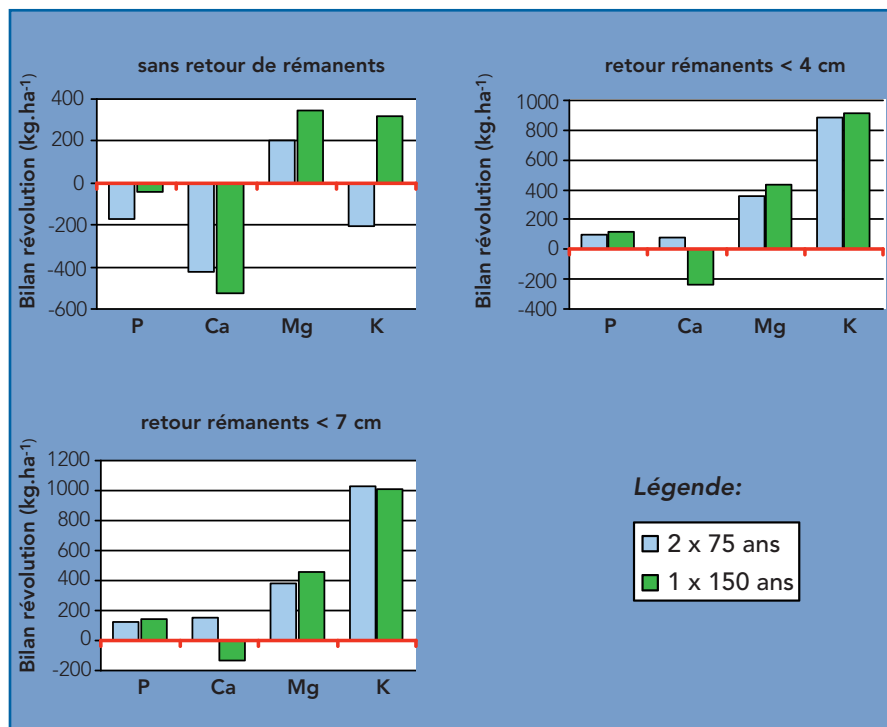 sans retour de rémanents
Bilan révolution (kg.ha-1)
400
200
0
-200
-400
-600
P Ca Mg K
retour rémanents < 4 cm
Bilan révolution (kg.ha-1)
1000
800
600
400
200
0
-200
-400
P Ca Mg K
retour rémanents < 7 cm
Bilan révolution (kg.ha-1)
1200
1000
800
600
400
200
0
-200
P Ca Mg K
Légende:
2 x 75 ans
1 x 150 ans